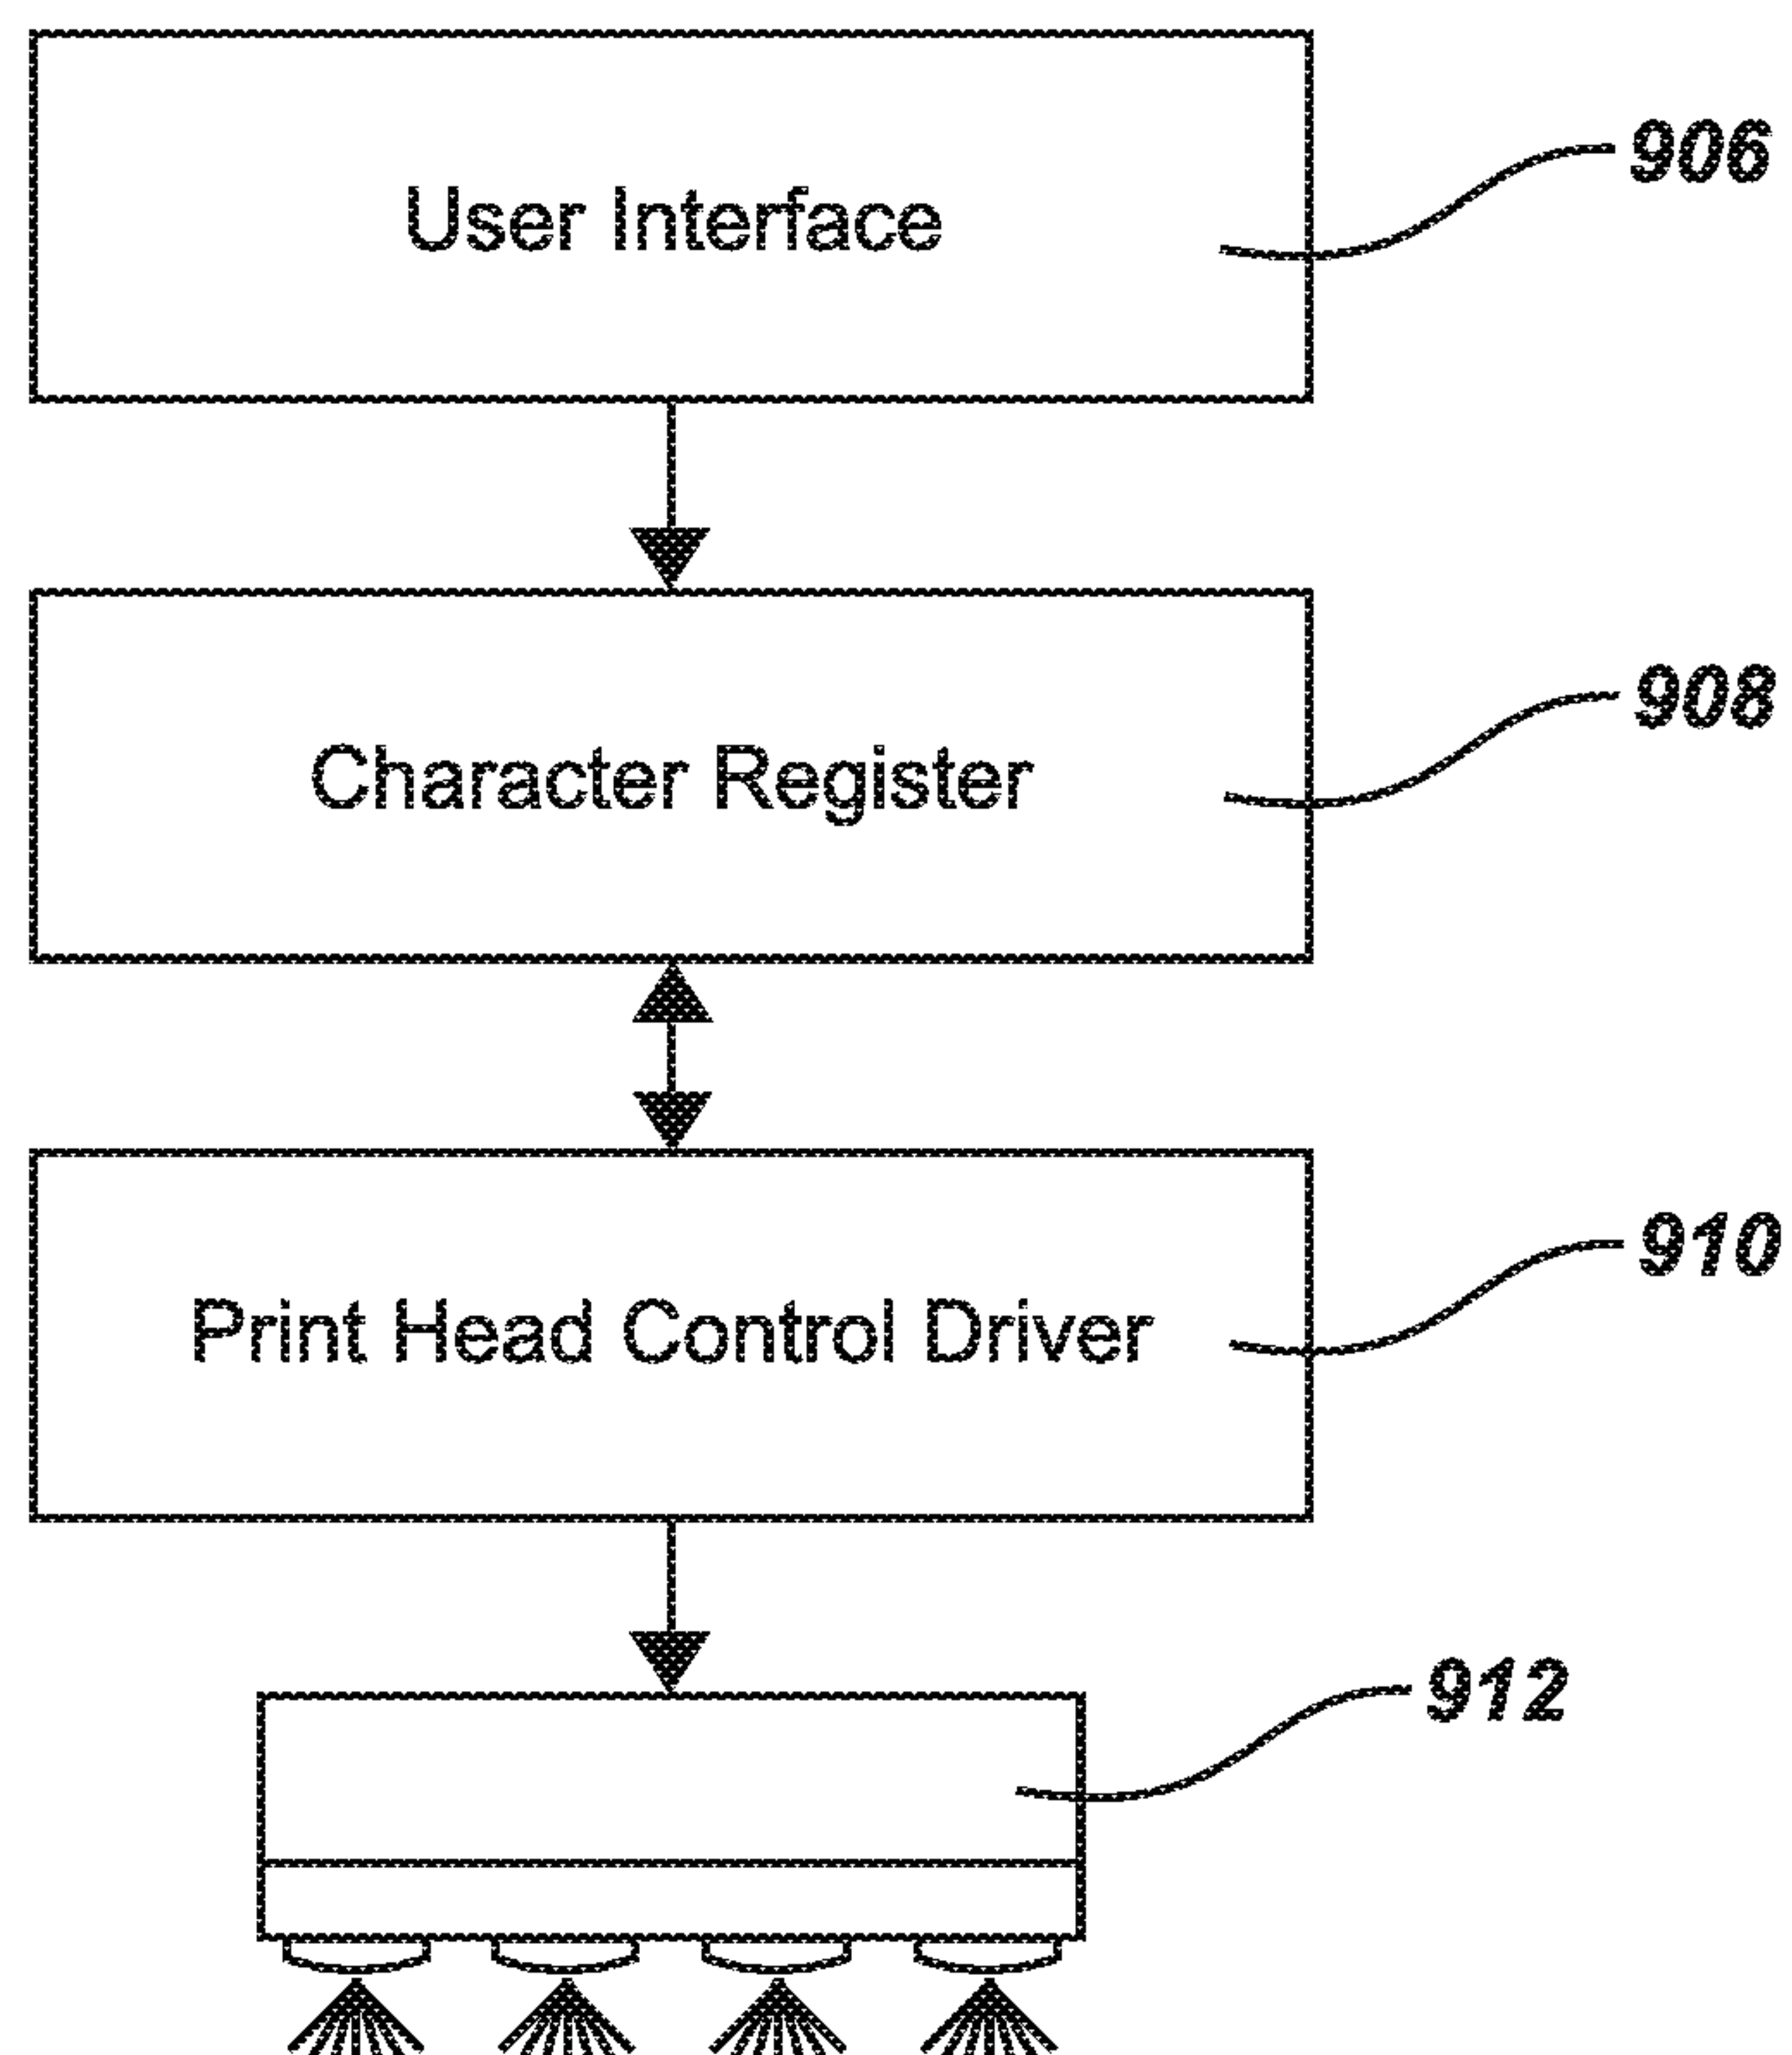 User Interface
906
Character Register
908
Print Head Control Driver
910
912